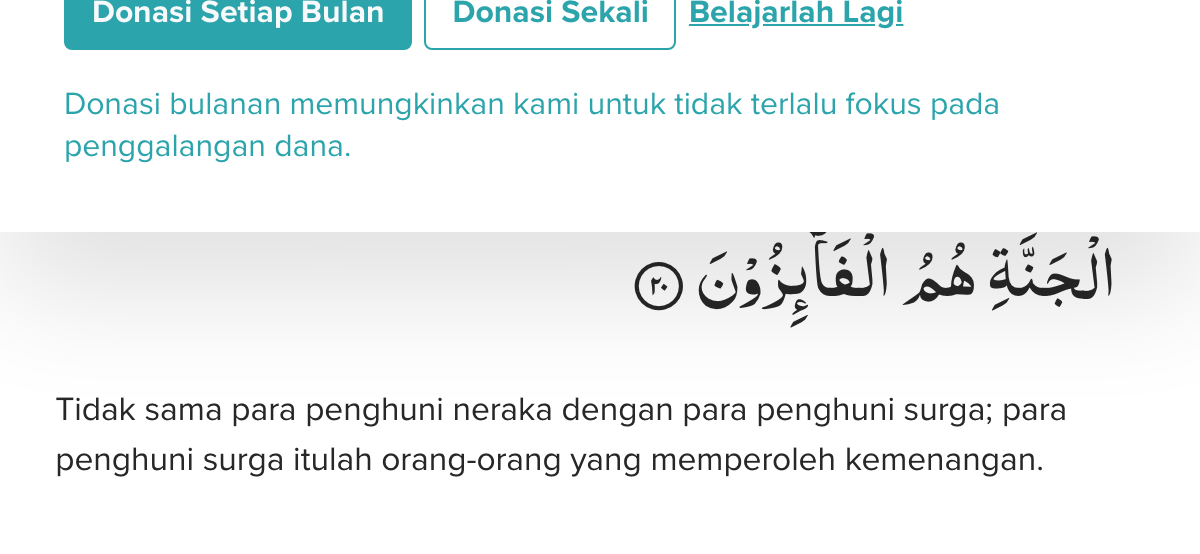 Donasi Setiap Bulan Donasi Sekali Belajarlah Lagi
Donasi bulanan memungkinkan kami untuk tidak terlalu fokus pada
penggalangan dana.
الْجَنَّةِ هُمُ الْفَآىِٕزُوْنَ ۝٢٠
Tidak sama para penghuni neraka dengan para penghuni surga; para
penghuni surga itulah orang-orang yang memperoleh kemenangan.